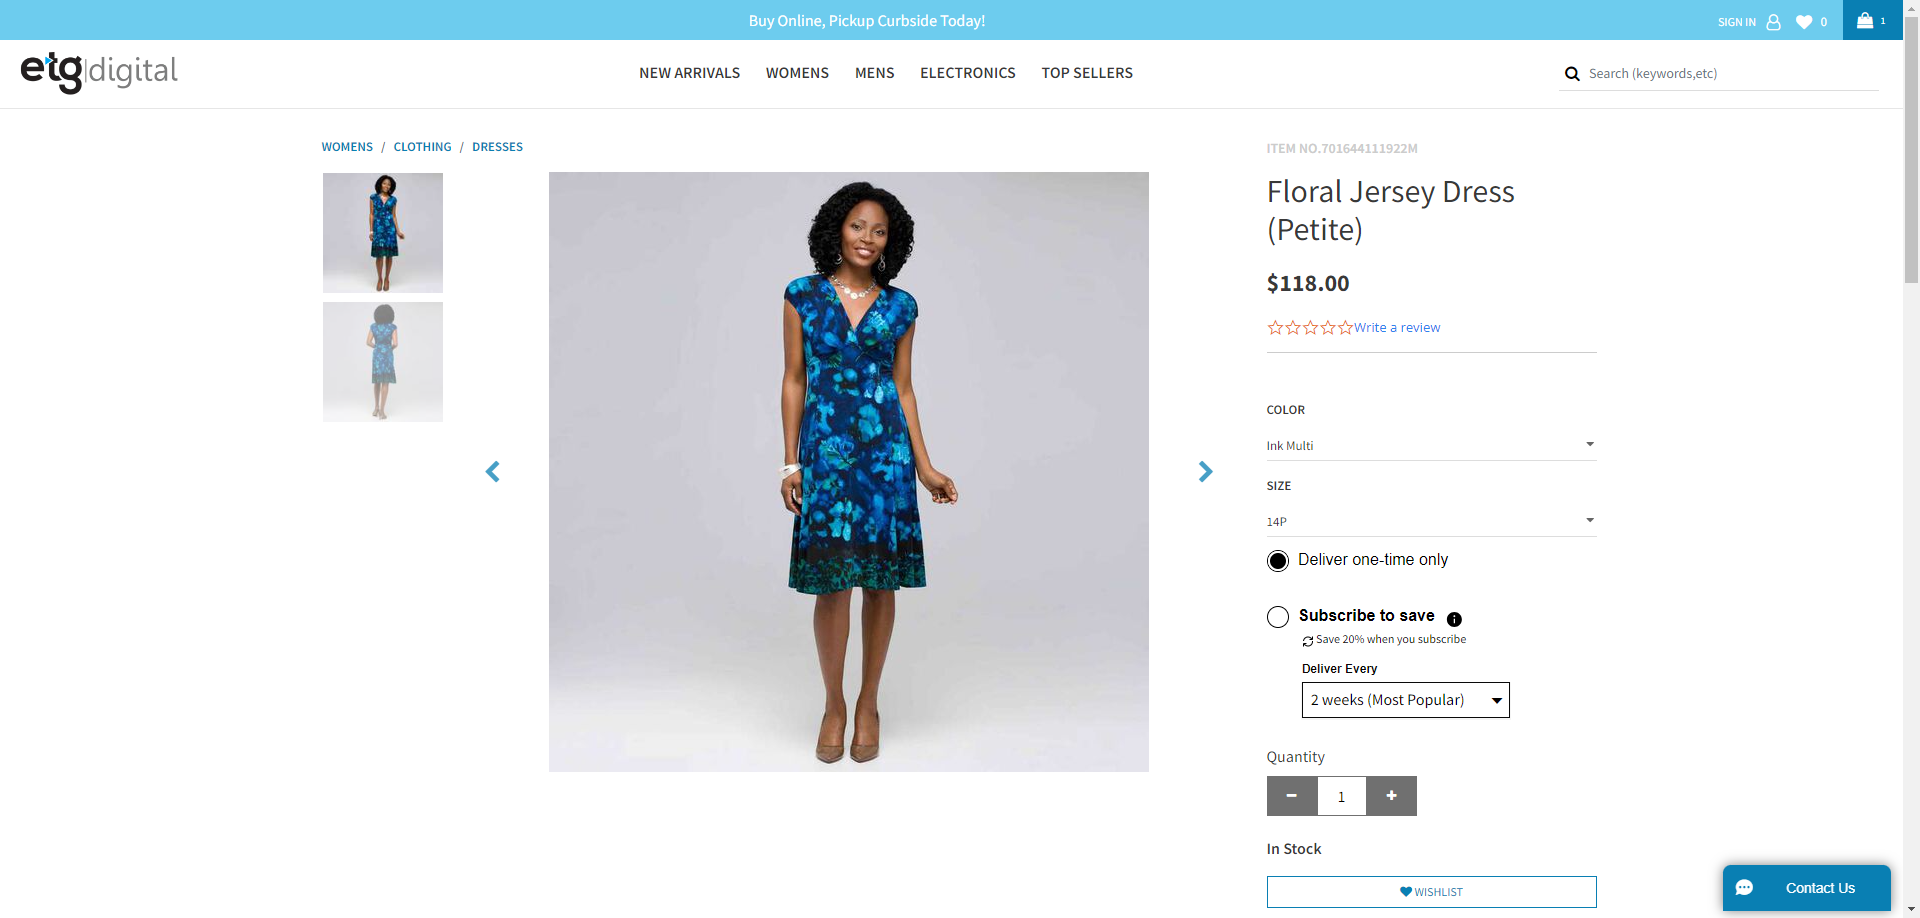 Buy Online, Pickup Curbside Today!
SIGN IN 0 1
etg|digital
NEW ARRIVALS WOMENS MENS ELECTRONICS TOP SELLERS
Search (keywords,etc)
WOMENS / CLOTHING / DRESSES
ITEM NO.701644111922M
Floral Jersey Dress
(Petite)
$118.00
Write a review
COLOR
Ink Multi
SIZE
14P
Deliver one-time only
Subscribe to save
Save 20% when you subscribe
Deliver Every
2 weeks (Most Popular)
Quantity
− 1 +
In Stock
WISHLIST
Contact Us